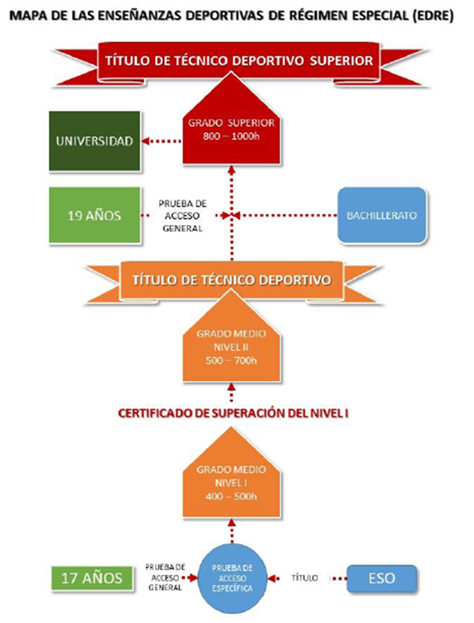 MAPA DE LAS ENSEÑANZAS DEPORTIVAS DE RÉGIMEN ESPECIAL (EDRE)
TÍTULO DE TÉCNICO DEPORTIVO SUPERIOR
GRADO SUPERIOR
800 – 1000h
UNIVERSIDAD
19 AÑOS
PRUEBA DE
ACCESO
GENERAL
BACHILLERATO
TÍTULO DE TÉCNICO DEPORTIVO
GRADO MEDIO
NIVEL II
500 – 700h
CERTIFICADO DE SUPERACIÓN DEL NIVEL I
GRADO MEDIO
NIVEL I
400 – 500h
17 AÑOS
PRUEBA DE
ACCESO
GENERAL
PRUEBA DE
ACCESO
ESPECÍFICA
TÍTULO
ESO